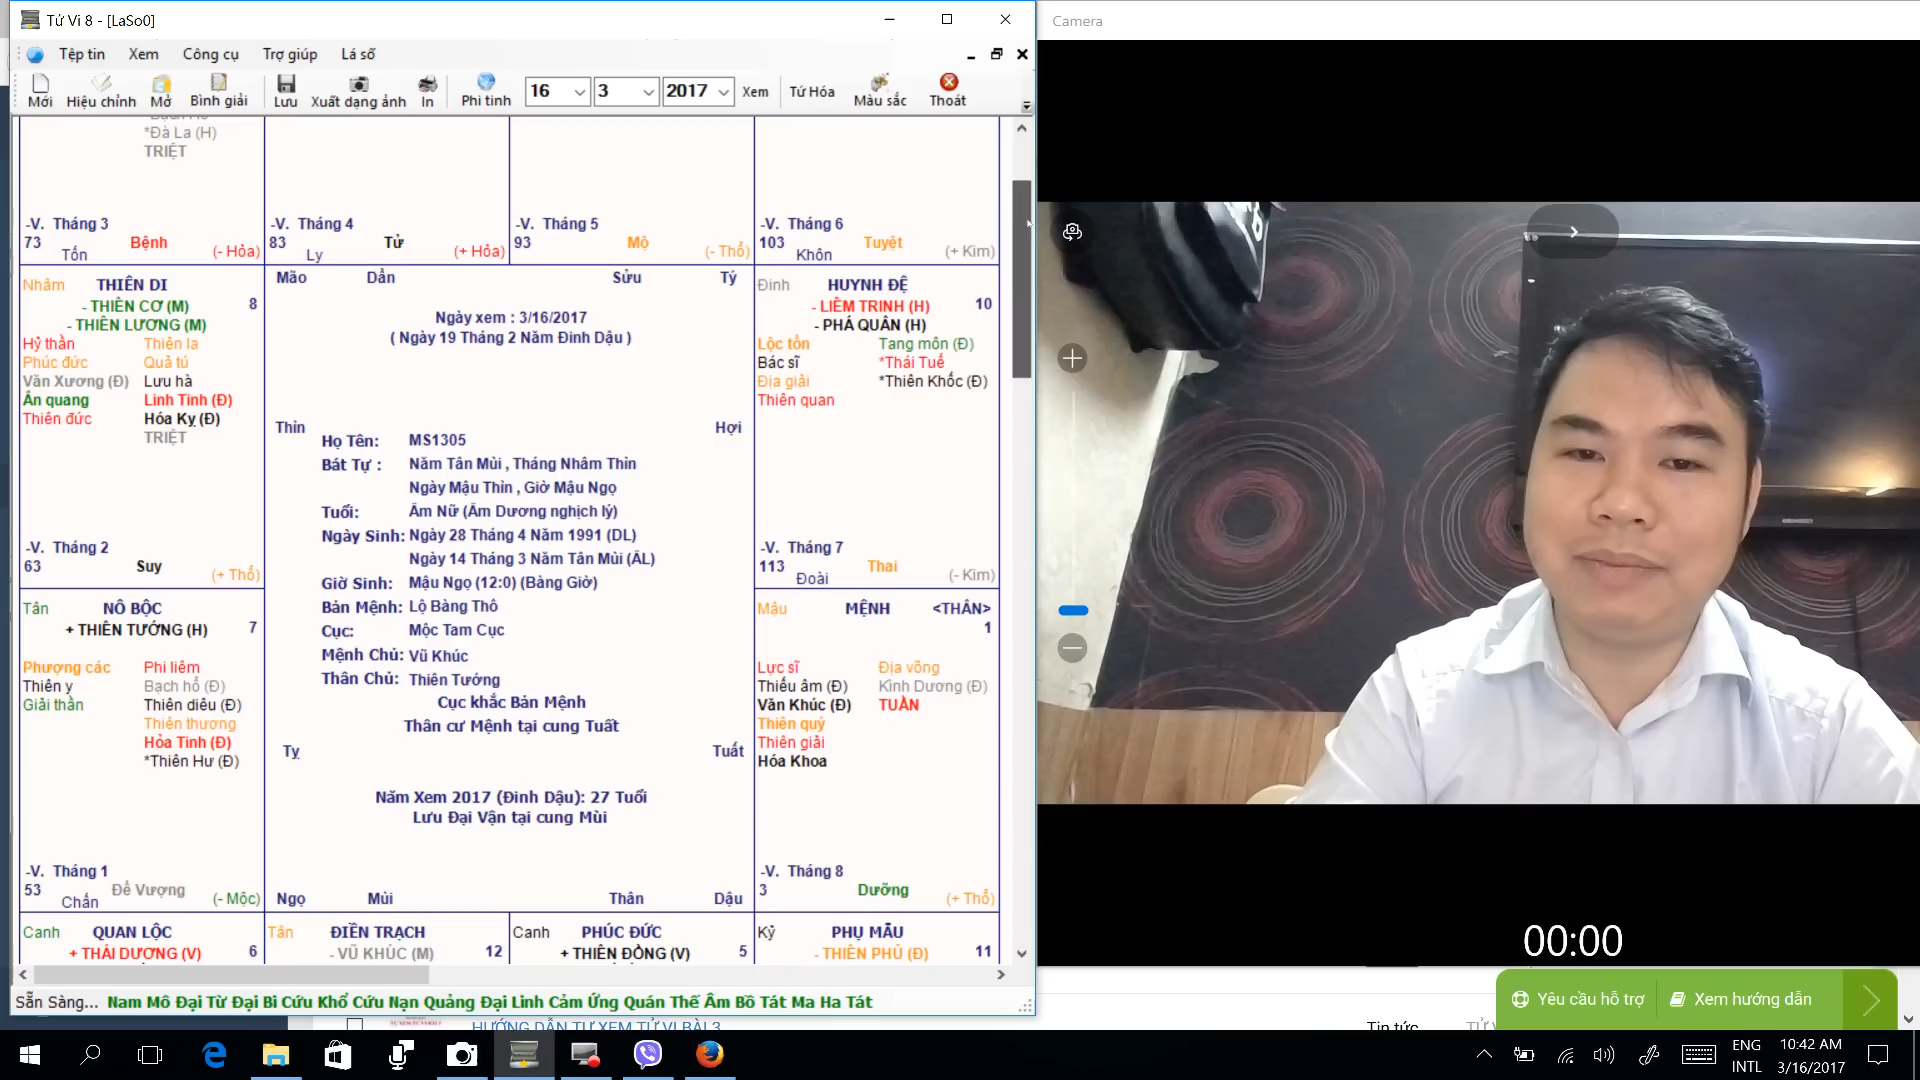 Tử Vi 8 - [LaSo0]
Camera
Tệp tin Xem Công cụ Trợ giúp Lá số
Mới Hiệu chỉnh Mở Bình giải Lưu Xuất dạng ảnh In Phi tinh 16 3 2017 Xem Tứ Hóa Màu sắc Thoát
*Đà La (H)
TRIỆT
-V. Tháng 3
73 Bệnh (- Hỏa)
Tốn
-V. Tháng 4
83 Tử (+ Hỏa)
Ly
-V. Tháng 5
93 Mộ (- Thổ)
-V. Tháng 6
103 Tuyệt (+ Kim)
Khôn
Nhâm THIÊN DI
- THIÊN CƠ (M) 8
- THIÊN LƯƠNG (M)
Hỷ thần Thiên la
Phúc đức Quả tú
Văn Xương (Đ) Lưu hà
Ân quang Linh Tinh (Đ)
Thiên đức Hóa Kỵ (Đ)
TRIỆT
-V. Tháng 2
63 Suy (+ Thổ)
Mão Dần Sửu Tý
Ngày xem : 3/16/2017
( Ngày 19 Tháng 2 Năm Đinh Dậu )
Thìn Hợi
Họ Tên: MS1305
Bát Tự : Năm Tân Mùi , Tháng Nhâm Thìn
Ngày Mậu Thìn , Giờ Mậu Ngọ
Tuổi: Âm Nữ (Âm Dương nghịch lý)
Ngày Sinh: Ngày 28 Tháng 4 Năm 1991 (DL)
Ngày 14 Tháng 3 Năm Tân Mùi (ÂL)
Giờ Sinh: Mậu Ngọ (12:0) (Bàng Giờ)
Bản Mệnh: Lộ Bàng Thô
Cục: Mộc Tam Cục
Mệnh Chủ: Vũ Khúc
Thân Chủ: Thiên Tướng
Cục khắc Bản Mệnh
Thân cư Mệnh tại cung Tuất
Tỵ Tuất
Năm Xem 2017 (Đinh Dậu): 27 Tuổi
Lưu Đại Vận tại cung Mùi
Ngọ Mùi Thân Dậu
Đinh HUYNH ĐỆ
- LIÊM TRINH (H) 10
- PHÁ QUÂN (H)
Lộc tồn Tang môn (Đ)
Bác sĩ *Thái Tuế
Địa giải *Thiên Khốc (Đ)
Thiên quan
-V. Tháng 7
113 Thai (- Kim)
Đoài
Tân NÔ BỘC
+ THIÊN TƯỚNG (H) 7
Phượng các Phi liêm
Thiên y Bạch hổ (Đ)
Giải thần Thiên diêu (Đ)
Thiên thương
Hỏa Tinh (Đ)
*Thiên Hư (Đ)
-V. Tháng 1
53 Đế Vượng (- Mộc)
Chấn
Mậu MỆNH <THÂN>
1
Lực sĩ Địa võng
Thiếu âm (Đ) Kình Dương (Đ)
Văn Khúc (Đ) TUẦN
Thiên quý
Thiên giải
Hóa Khoa
-V. Tháng 8
3 Dưỡng (+ Thổ)
Canh QUAN LỘC
+ THÁI DƯƠNG (V) 6
Tân ĐIỀN TRẠCH
- VŨ KHÚC (M) 12
Canh PHÚC ĐỨC
+ THIÊN ĐỒNG (V) 5
Kỷ PHỤ MẪU
- THIÊN PHỦ (Đ) 11
Sẵn Sàng... Nam Mô Đại Từ Đại Bi Cứu Khổ Cứu Nạn Quảng Đại Linh Cảm Ứng Quán Thế Âm Bồ Tát Ma Ha Tát
00:00
Yêu cầu hỗ trợ Xem hướng dẫn
HƯỚNG DẪN TỰ XEM TỬ VI BÀI 3
Tin tức
ENG
INTL
10:42 AM
3/16/2017